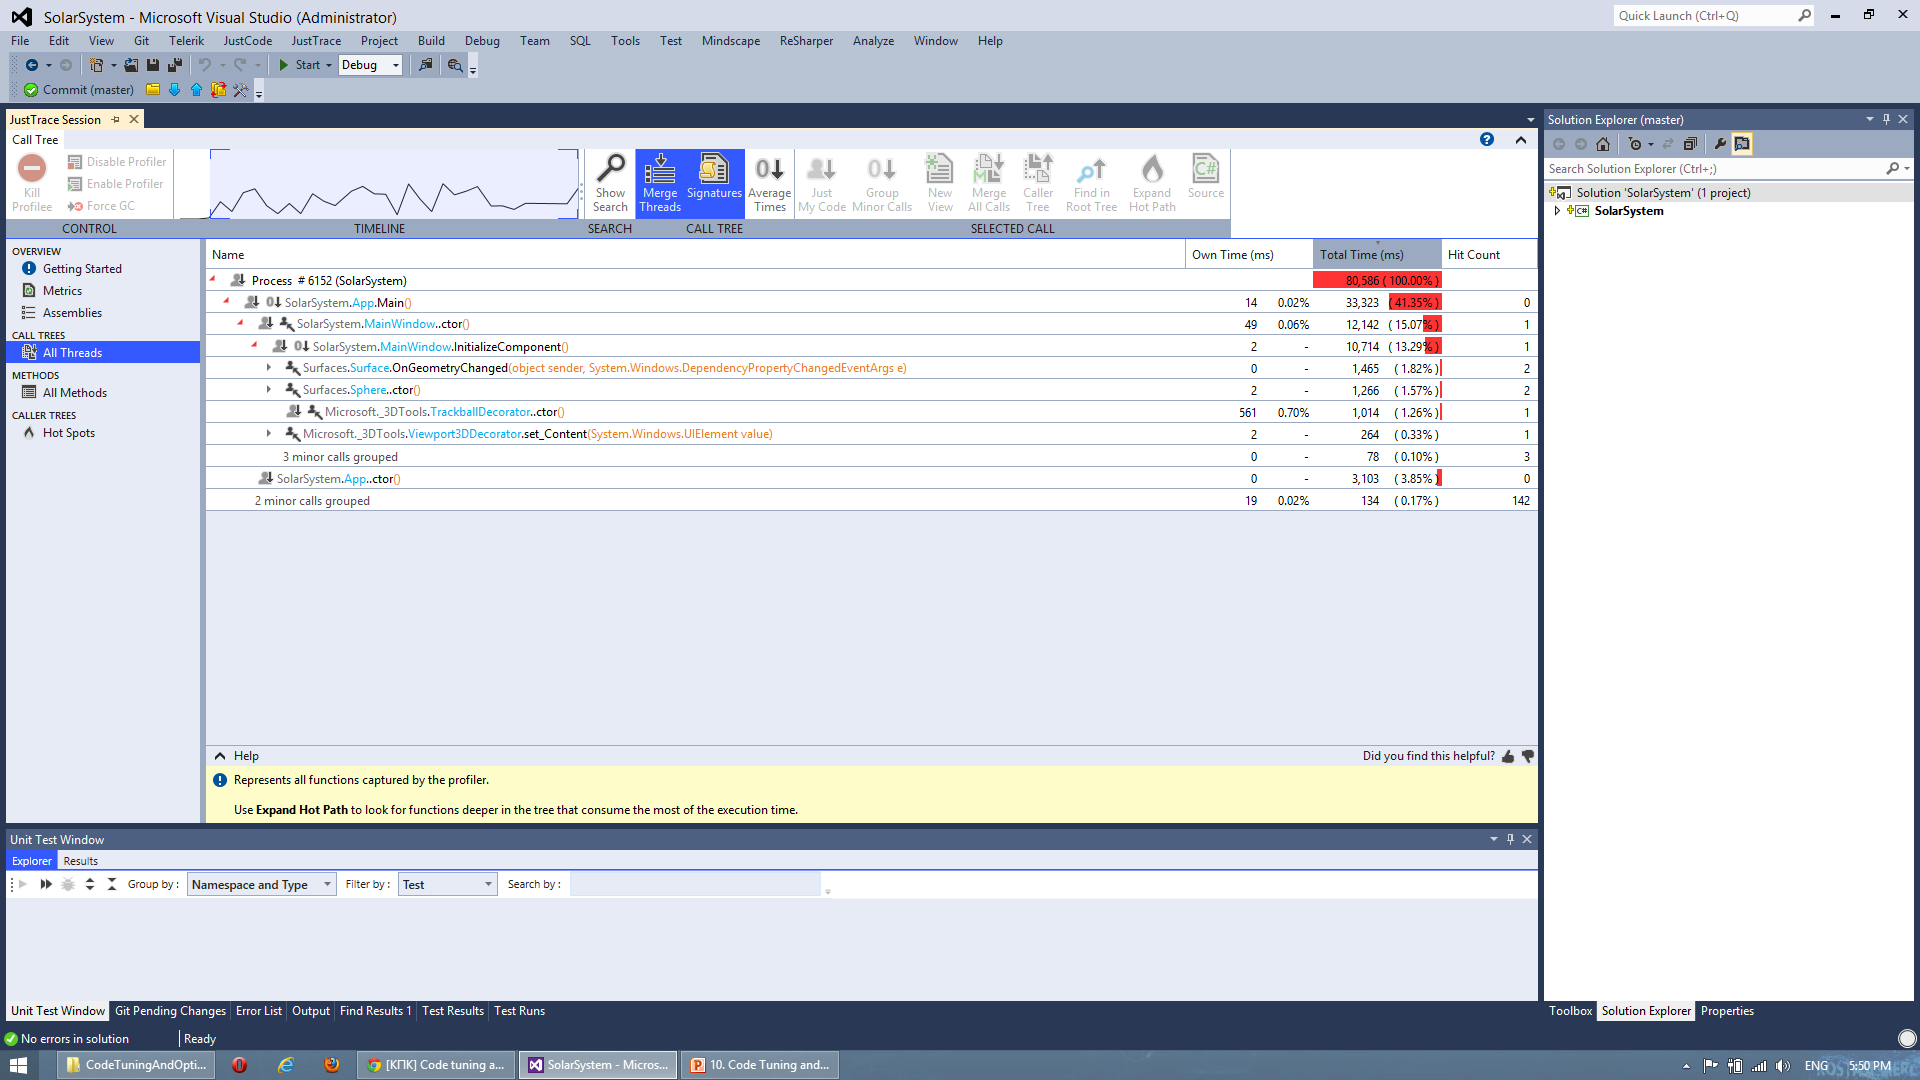 SolarSystem - Microsoft Visual Studio (Administrator)
Quick Launch (Ctrl+Q)
File Edit View Git Telerik JustCode JustTrace Project Build Debug Team SQL Tools Test Mindscape ReSharper Analyze Window Help
Start Debug
Commit (master)
JustTrace Session
Call Tree
Kill Profilee
Disable Profiler
Enable Profiler
Force GC
Show Search
Merge Threads
Signatures
Average Times
Just My Code
Group Minor Calls
New View
Merge All Calls
Caller Tree
Find in Root Tree
Expand Hot Path
Source
CONTROL TIMELINE SEARCH CALL TREE SELECTED CALL
OVERVIEW
Getting Started
Metrics
Assemblies
CALL TREES
All Threads
METHODS
All Methods
CALLER TREES
Hot Spots
Name Own Time (ms) Total Time (ms) Hit Count
Process # 6152 (SolarSystem) 80,586 ( 100.00% )
SolarSystem.App.Main() 14 0.02% 33,323 ( 41.35% ) 0
SolarSystem.MainWindow..ctor() 49 0.06% 12,142 ( 15.07% ) 1
SolarSystem.MainWindow.InitializeComponent() 2 - 10,714 ( 13.29% ) 1
Surfaces.Surface.OnGeometryChanged(object sender, System.Windows.DependencyPropertyChangedEventArgs e) 0 - 1,465 ( 1.82% ) 2
Surfaces.Sphere..ctor() 2 - 1,266 ( 1.57% ) 2
Microsoft._3DTools.TrackballDecorator..ctor() 561 0.70% 1,014 ( 1.26% ) 1
Microsoft._3DTools.Viewport3DDecorator.set_Content(System.Windows.UIElement value) 2 - 264 ( 0.33% ) 1
3 minor calls grouped 0 - 78 ( 0.10% ) 3
SolarSystem.App..ctor() 0 - 3,103 ( 3.85% ) 0
2 minor calls grouped 19 0.02% 134 ( 0.17% ) 142
Help Did you find this helpful?
Represents all functions captured by the profiler.
Use Expand Hot Path to look for functions deeper in the tree that consume the most of the execution time.
Unit Test Window
Explorer Results
Group by : Namespace and Type Filter by : Test Search by :
Unit Test Window Git Pending Changes Error List Output Find Results 1 Test Results Test Runs
Solution Explorer (master)
Search Solution Explorer (Ctrl+;)
Solution 'SolarSystem' (1 project)
SolarSystem
Toolbox Solution Explorer Properties
No errors in solution Ready
CodeTuningAndOpti... [КПК] Code tuning a... SolarSystem - Micros... 10. Code Tuning and... ENG 5:50 PM